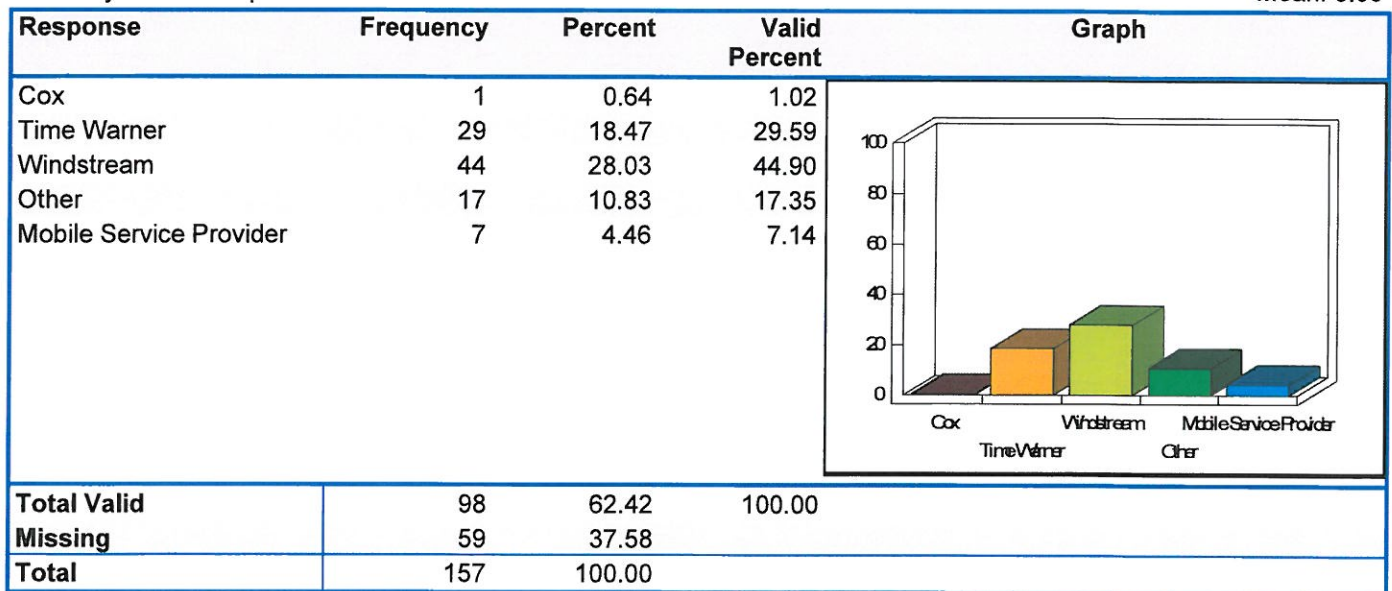 Response Frequency Percent Valid Percent Graph
Cox 1 0.64 1.02
Time Warner 29 18.47 29.59
Windstream 44 28.03 44.90
Other 17 10.83 17.35
Mobile Service Provider 7 4.46 7.14
100
80
60
40
20
0
Cox Windstream Mobile Service Provider
Time Warner Other
Total Valid 98 62.42 100.00
Missing 59 37.58
Total 157 100.00